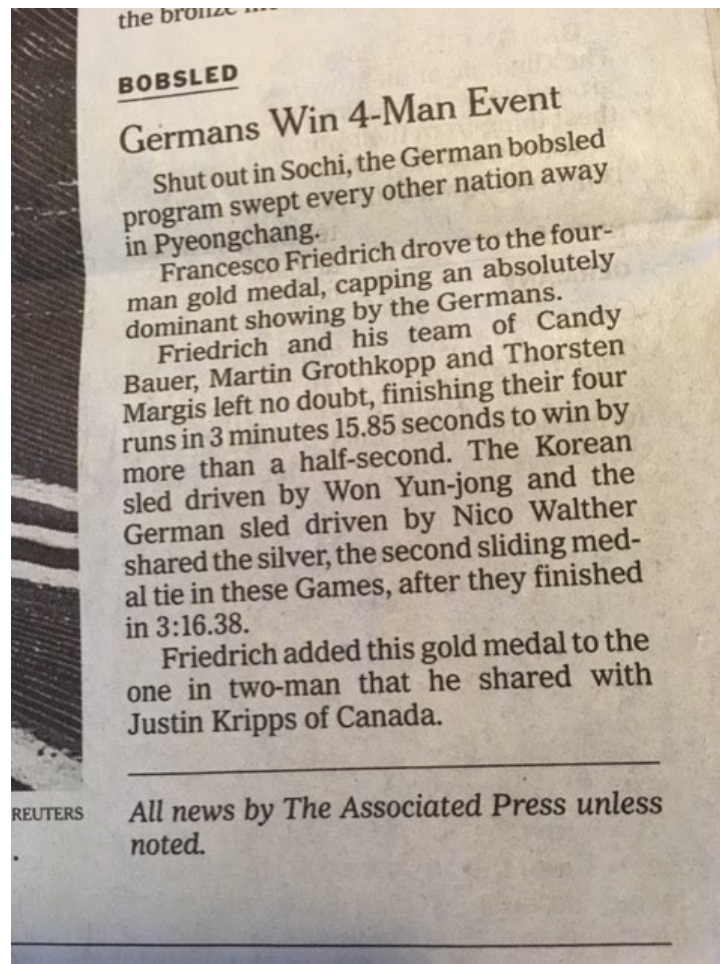 the bronze
BOBSLED
Germans Win 4-Man Event
Shut out in Sochi, the German bobsled
program swept every other nation away
in Pyeongchang.
Francesco Friedrich drove to the four-
man gold medal, capping an absolutely
dominant showing by the Germans.
Friedrich and his team of Candy
Bauer, Martin Grothkopp and Thorsten
Margis left no doubt, finishing their four
runs in 3 minutes 15.85 seconds to win by
more than a half-second. The Korean
sled driven by Won Yun-jong and the
German sled driven by Nico Walther
shared the silver, the second sliding med-
al tie in these Games, after they finished
in 3:16.38.
Friedrich added this gold medal to the
one in two-man that he shared with
Justin Kripps of Canada.
REUTERS
.
All news by The Associated Press unless
noted.